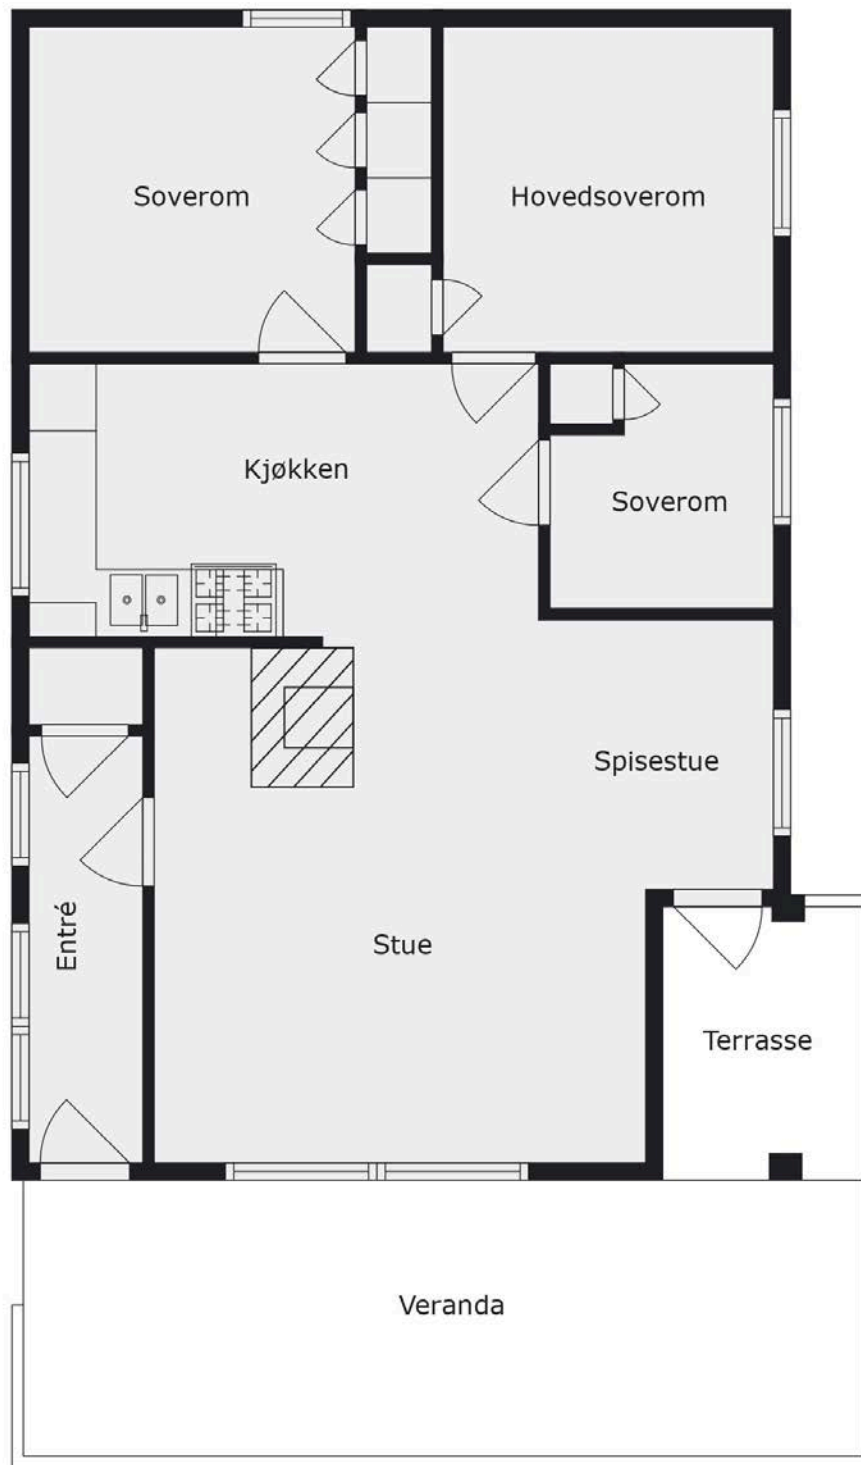 Soverom
Hovedsoverom
Kjøkken
Soverom
Spisestue
Entré
Stue
Terrasse
Veranda